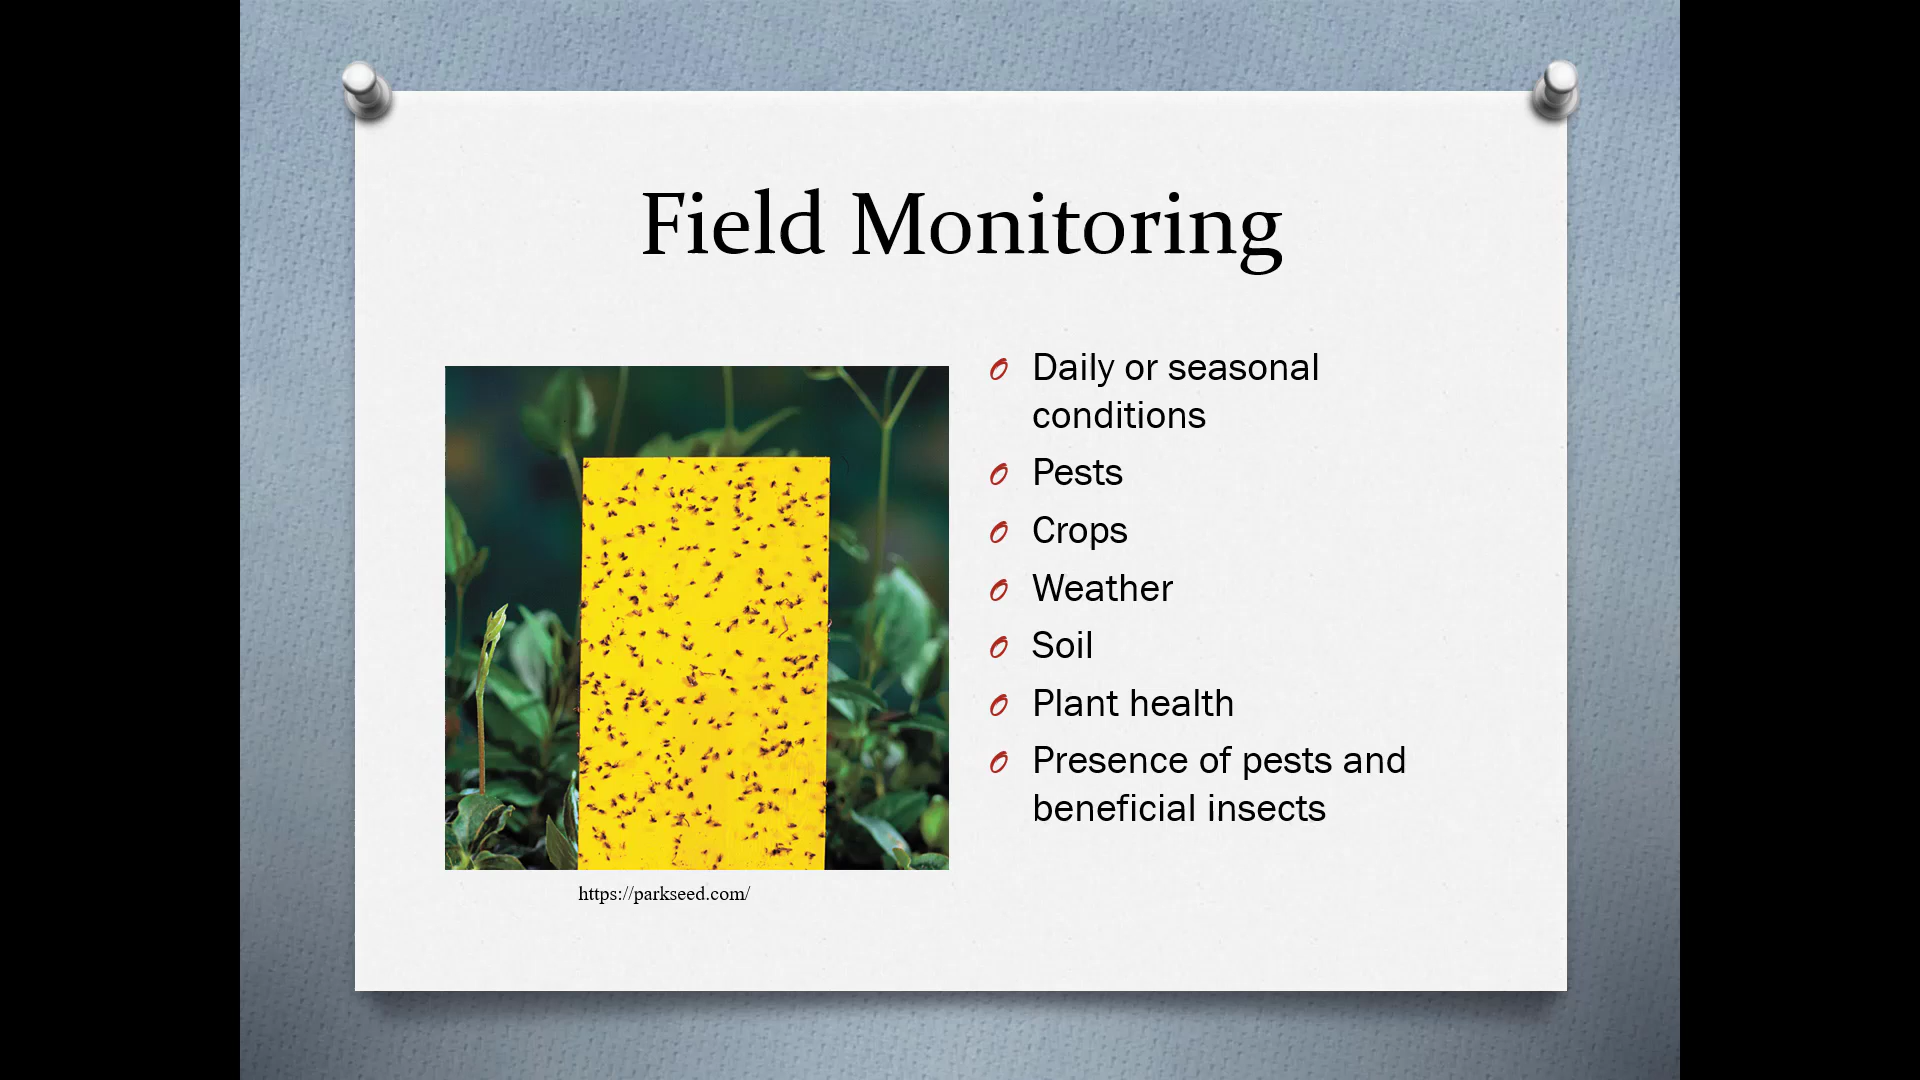 Field Monitoring
Daily or seasonal
conditions
Pests
Crops
Weather
Soil
Plant health
Presence of pests and
beneficial insects
https://parkseed.com/